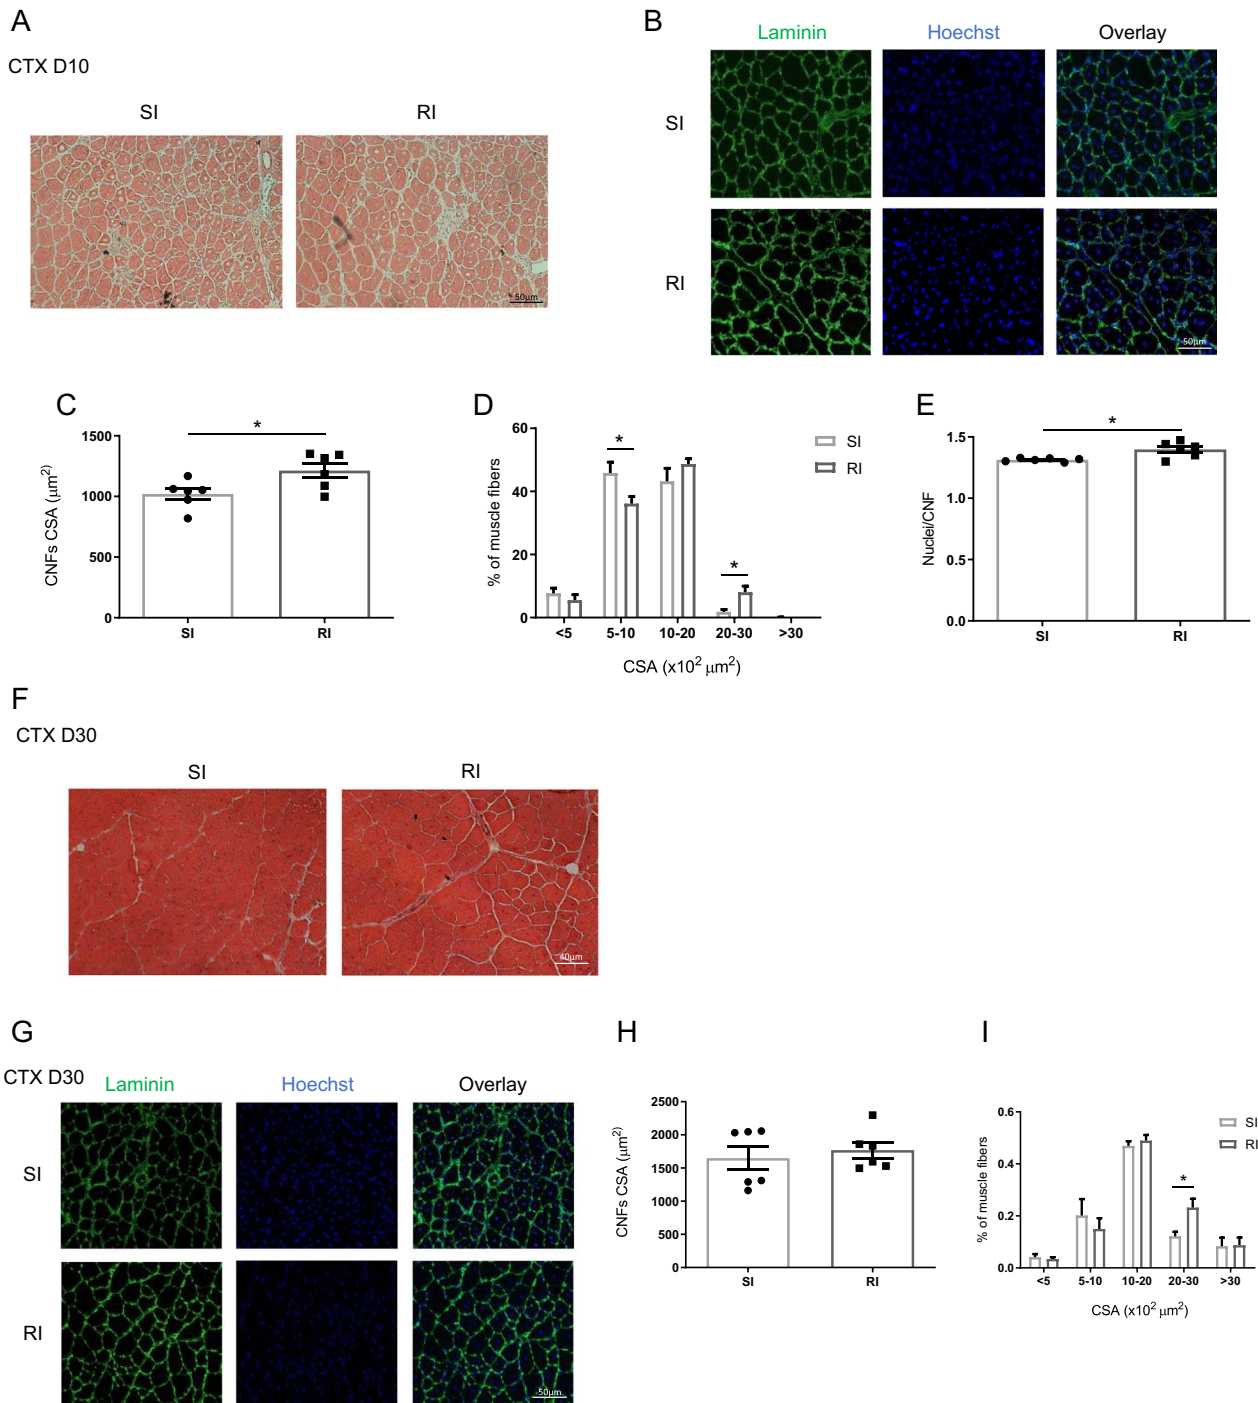 A
CTX D10
SI
RI
50µm
B
Laminin
Hoechst
Overlay
SI
RI
50µm
C
*
CNFs CSA (µm²)
1500
1000
500
0
SI
RI
D
% of muscle fibers
60
40
20
0
*
*
<5
5-10
10-20
20-30
>30
CSA (x10² µm²)
SI
RI
E
*
Nuclei/CNF
1.5
1.0
0.5
0.0
SI
RI
F
CTX D30
SI
RI
40µm
G
CTX D30
Laminin
Hoechst
Overlay
SI
RI
50µm
H
CNFs CSA (µm²)
2500
2000
1500
1000
500
0
SI
RI
I
% of muscle fibers
0.6
0.4
0.2
0.0
*
<5
5-10
10-20
20-30
>30
CSA (x10² µm²)
SI
RI